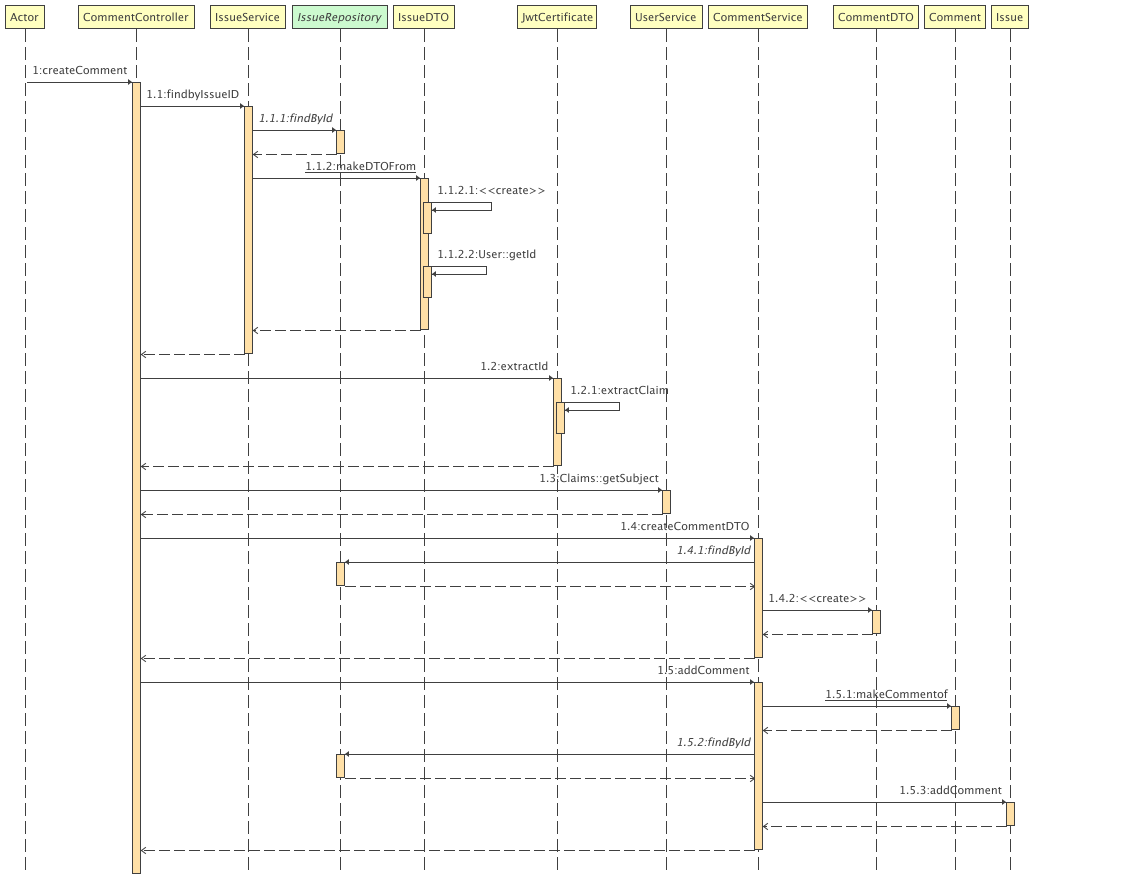 Actor
CommentController
IssueService
IssueRepository
IssueDTO
JwtCertificate
UserService
CommentService
CommentDTO
Comment
Issue
1:createComment
1.1:findbyIssueID
1.1.1:findById
1.1.2:makeDTOFrom
1.1.2.1:<<create>>
1.1.2.2:User::getId
1.2:extractId
1.2.1:extractClaim
1.3:Claims::getSubject
1.4:createCommentDTO
1.4.1:findById
1.4.2:<<create>>
1.5:addComment
1.5.1:makeCommentof
1.5.2:findById
1.5.3:addComment